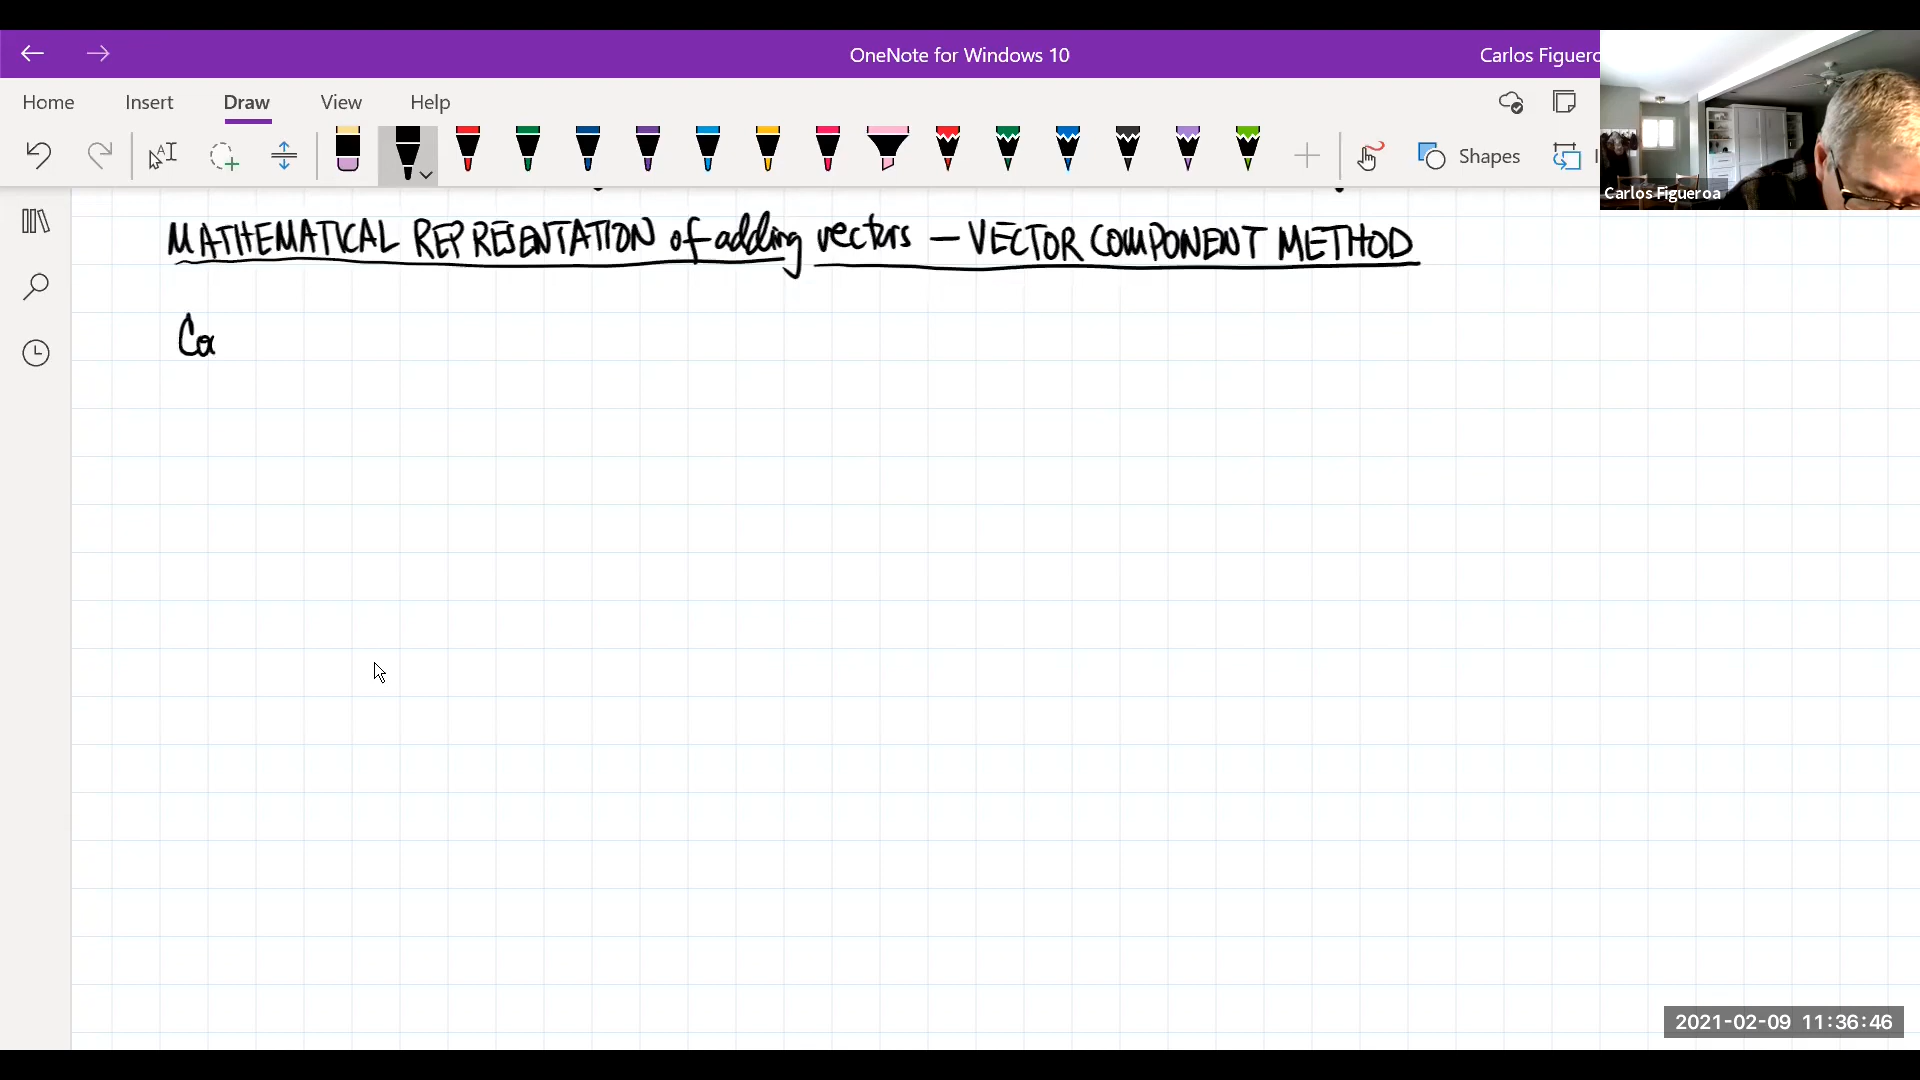 OneNote for Windows 10
Carlos Figuero
Home Insert Draw View Help
Shapes
Carlos Figueroa
MATHEMATICAL REPRESENTATION of adding vectors — VECTOR COMPONENT METHOD
Ca
2021-02-09 11:36:46